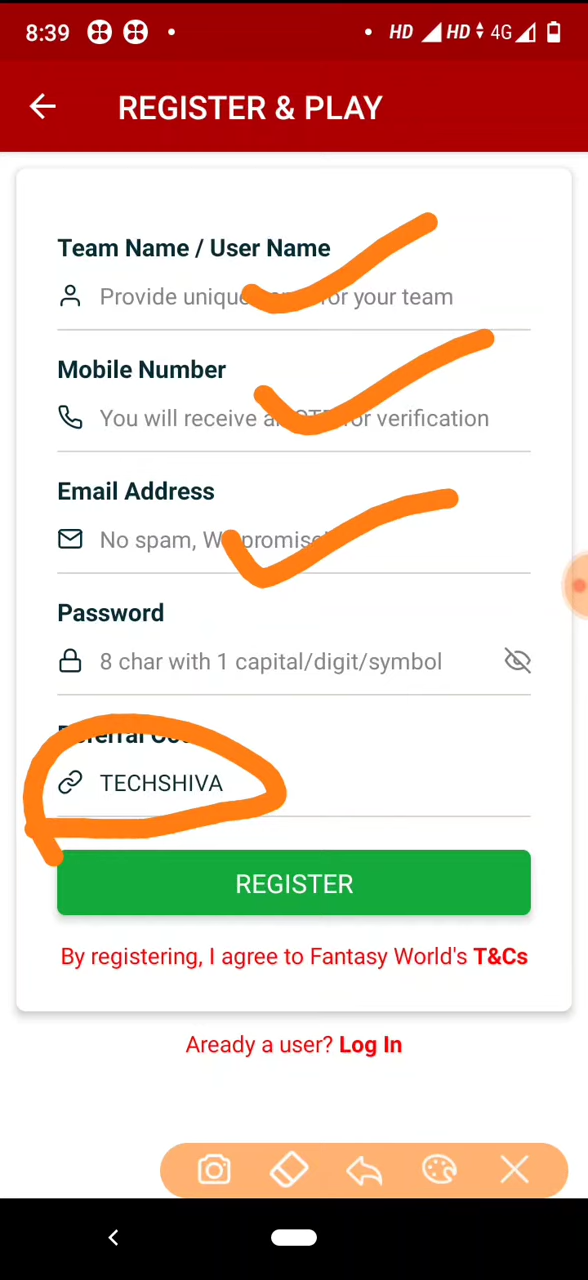 8:39 HD HD 4G
REGISTER & PLAY
Team Name / User Name
Provide for your team
Mobile Number
You will receive for verification
Email Address
No spam, We promise
Password
8 char with 1 capital/digit/symbol
TECHSHIVA
REGISTER
By registering, I agree to Fantasy World's T&Cs
Aready a user? Log In